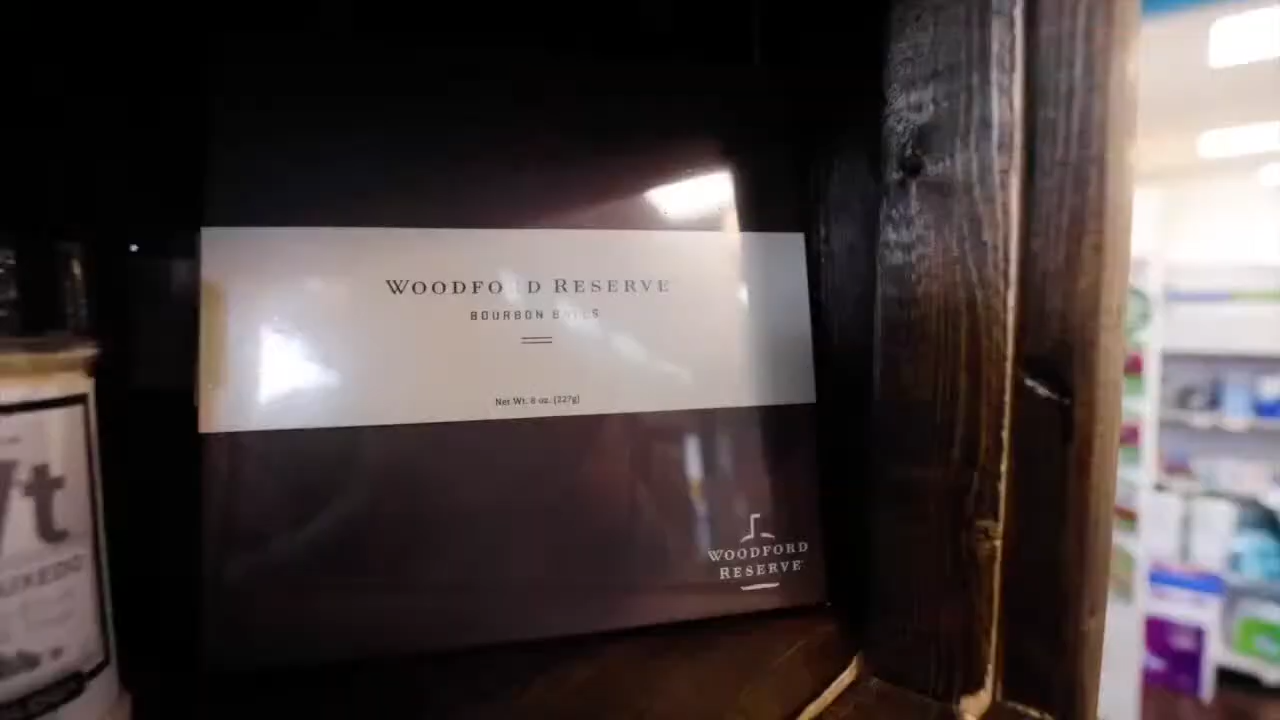 WOODFORD RESERVE
BOURBON BALLS
Net Wt. 8 oz. (227g)
WOODFORD
RESERVE